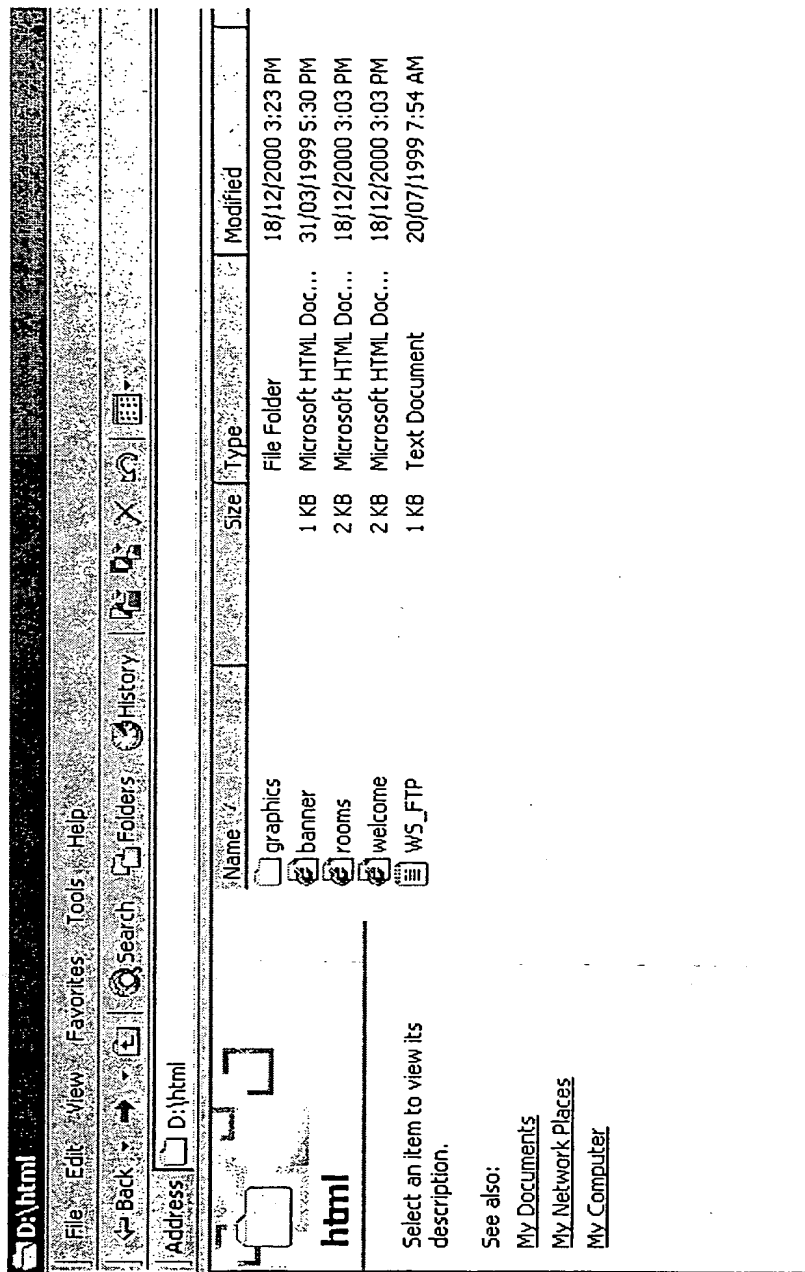 D:\html
File Edit View Favorites Tools Help
Back Search Folders History
Address D:\html
html
Select an item to view its
description.
See also:
My Documents
My Network Places
My Computer
Name Size Type Modified
graphics File Folder 18/12/2000 3:23 PM
banner 1 KB Microsoft HTML Doc... 31/03/1999 5:30 PM
rooms 2 KB Microsoft HTML Doc... 18/12/2000 3:03 PM
welcome 2 KB Microsoft HTML Doc... 18/12/2000 3:03 PM
WS_FTP 1 KB Text Document 20/07/1999 7:54 AM